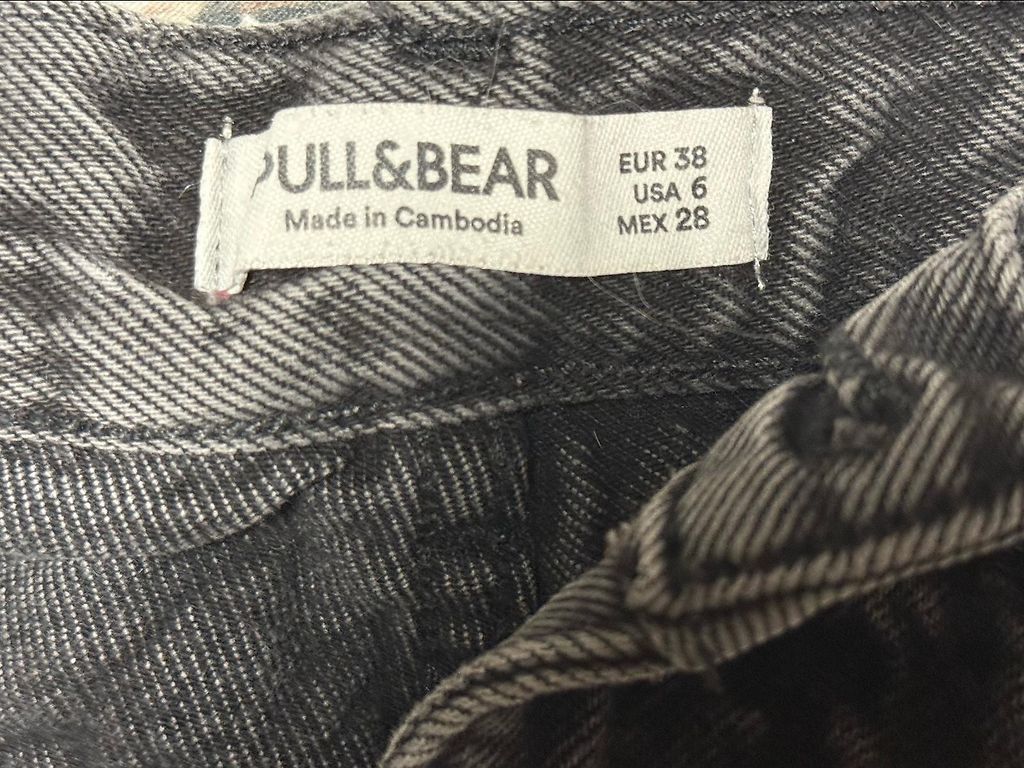 PULL&BEAR
Made in Cambodia
EUR 38
USA 6
MEX 28